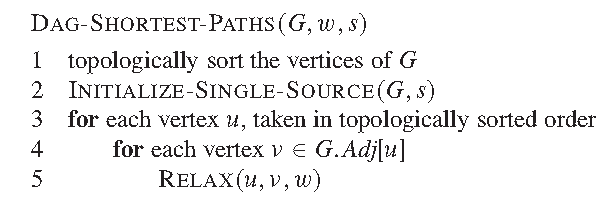 DAG-SHORTEST-PATHS(G, w, s)
1 topologically sort the vertices of G
2 INITIALIZE-SINGLE-SOURCE(G, s)
3 for each vertex u, taken in topologically sorted order
4 for each vertex v ∈ G.Adj[u]
5 RELAX(u, v, w)